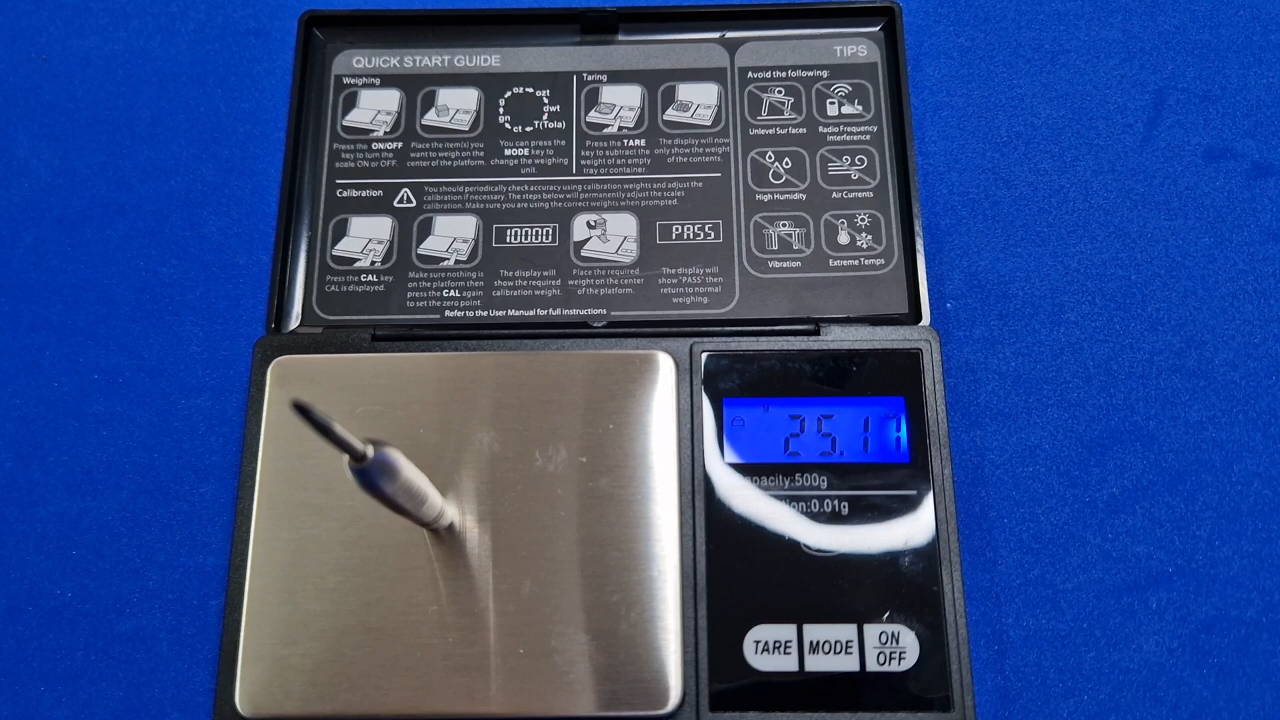 QUICK START GUIDE
Weighing
Press the ON/OFF
key to turn the
scale ON or OFF.
Place the item(s) you
want to weigh on the
center of the platform.
g oz ozt
dwt
gn ct T(Tola)
You can press the
MODE key to
change the weighing
unit.
Taring
Press the TARE
key to subtract the
weight of an empty
tray or container.
The display will now
only show the weight
of the contents.
Calibration
You should periodically check accuracy using calibration weights and adjust the
calibration if necessary. The steps below will permanently adjust the scales
calibration. Make sure you are using the correct weights when prompted.
Press the CAL key.
CAL is displayed.
Make sure nothing is
on the platform then
press the CAL again
to set the zero point.
100.00
The display will
show the required
calibration weight.
Place the required
weight on the center
of the platform.
PASS
The display will
show "PASS" then
return to normal
weighing.
Refer to the User Manual for full instructions
TIPS
Avoid the following:
Unlevel Surfaces
Radio Frequency
Interference
High Humidity
Air Currents
Vibration
Extreme Temps
g
25.17
500g
0.01g
TARE
MODE
ON
OFF